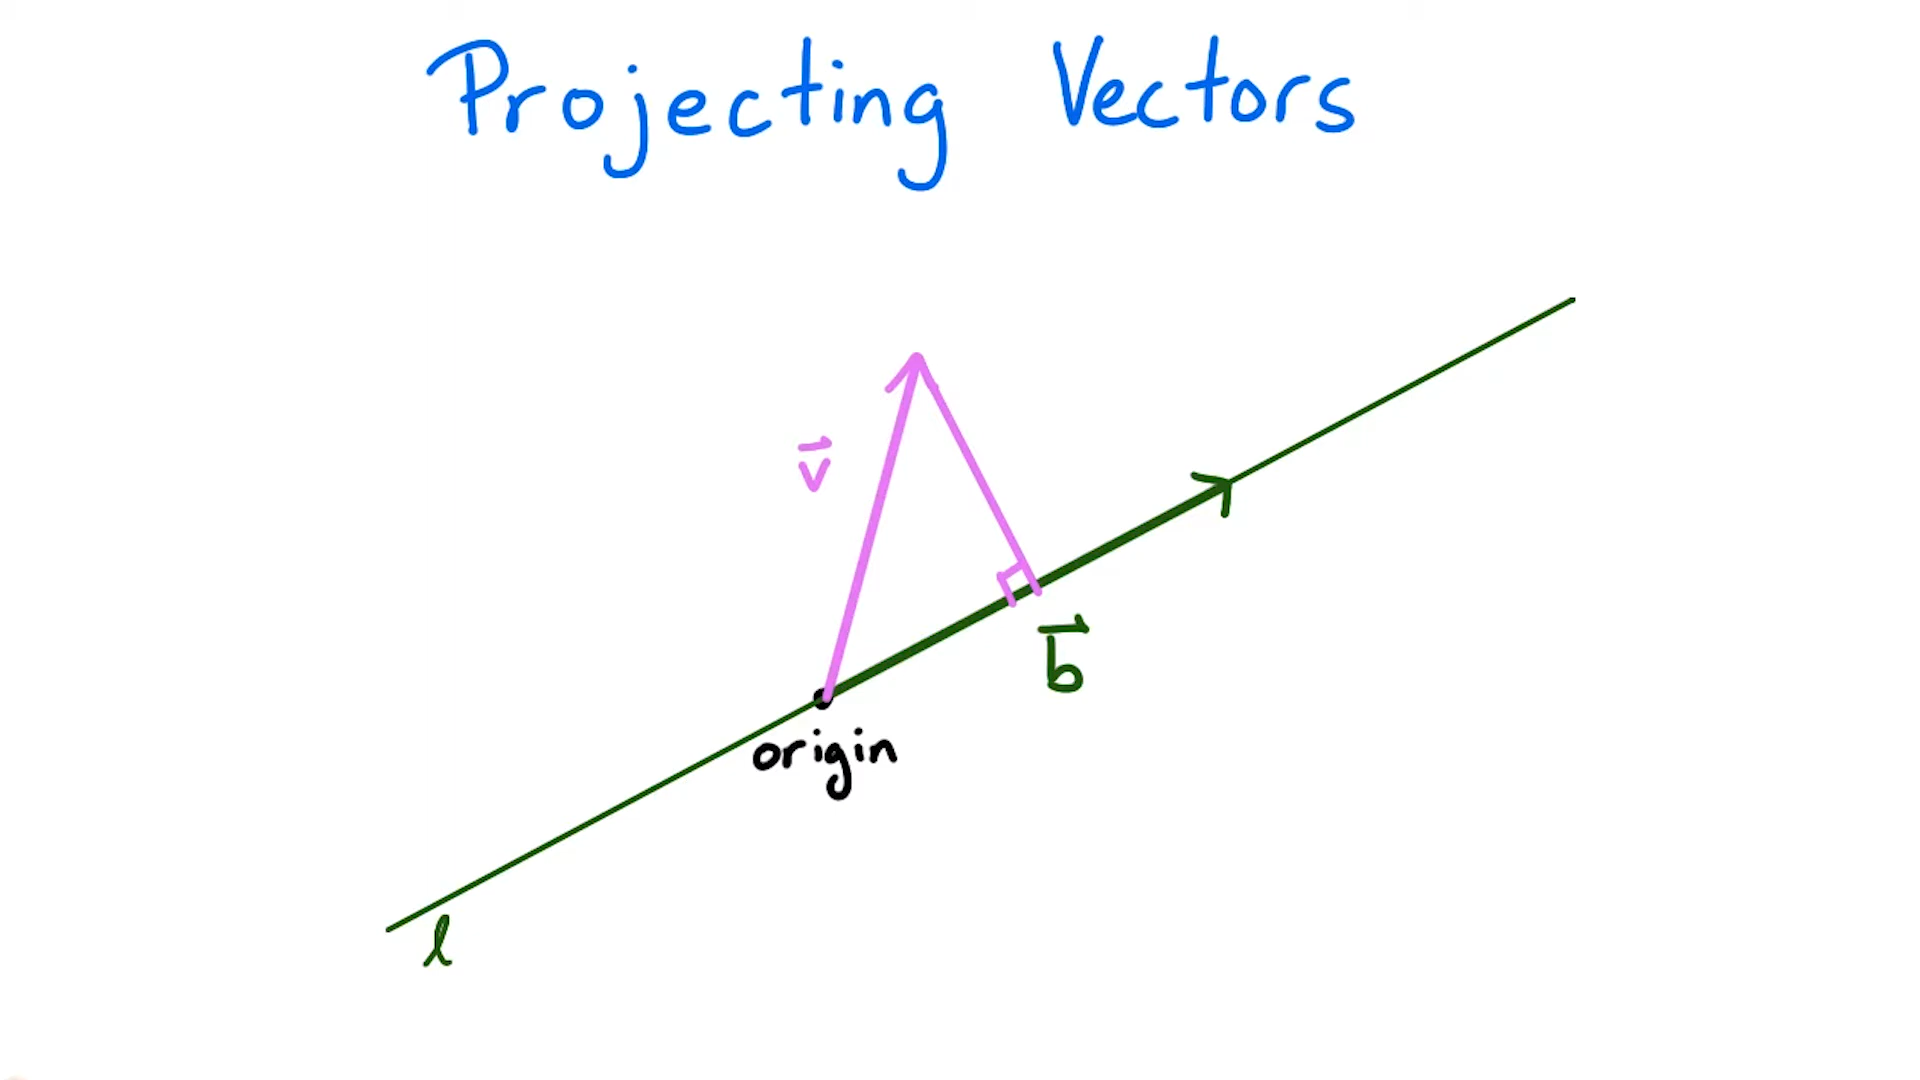 Projecting Vectors
v⃗
b⃗
origin
l